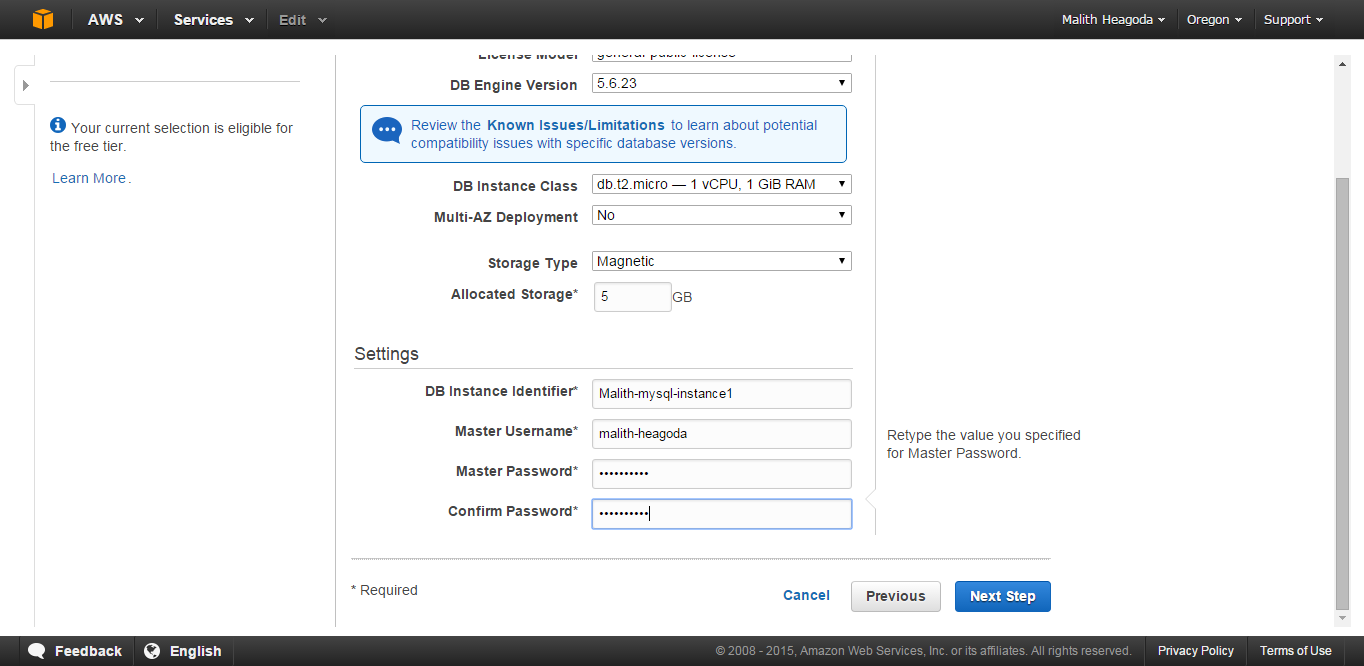 AWS Services Edit Malith Heagoda Oregon Support
License Model general-public-license
DB Engine Version 5.6.23
Your current selection is eligible for
the free tier.
Learn More.
Review the Known Issues/Limitations to learn about potential
compatibility issues with specific database versions.
DB Instance Class db.t2.micro — 1 vCPU, 1 GiB RAM
Multi-AZ Deployment No
Storage Type Magnetic
Allocated Storage* 5 GB
Settings
DB Instance Identifier* Malith-mysql-instance1
Master Username* malith-heagoda
Master Password* ••••••••••
Confirm Password* ••••••••••
Retype the value you specified
for Master Password.
* Required
Cancel Previous Next Step
Feedback English © 2008 - 2015, Amazon Web Services, Inc. or its affiliates. All rights reserved. Privacy Policy Terms of Use